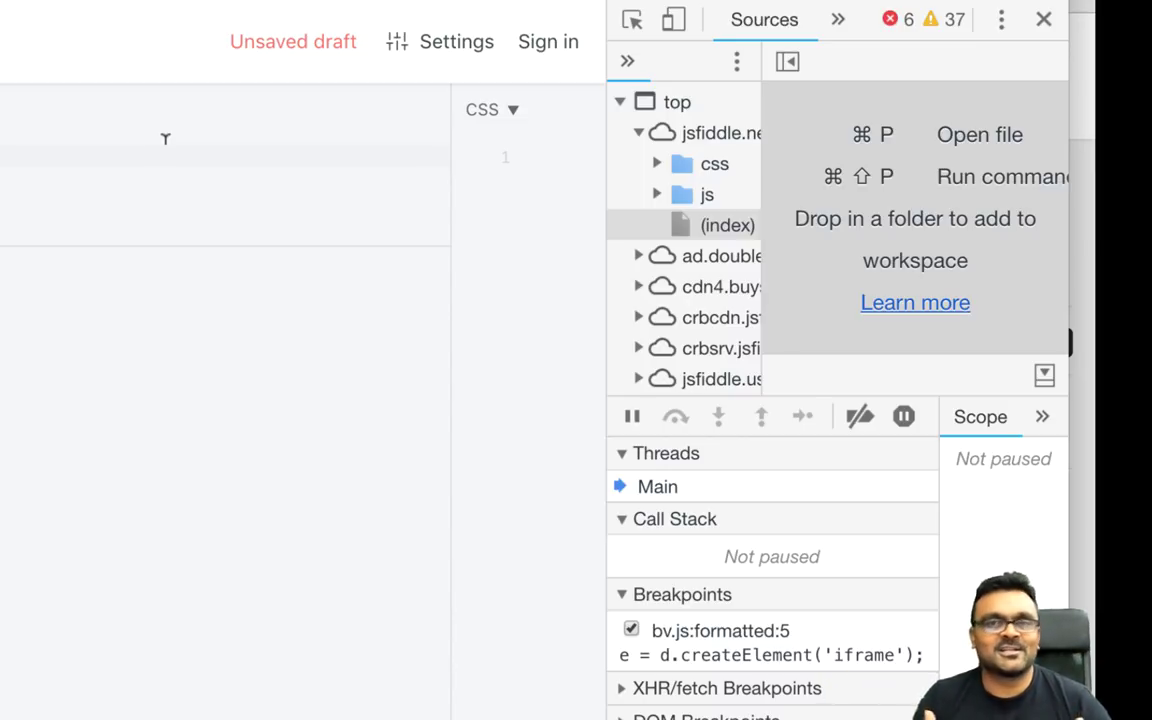 Unsaved draft Settings Sign in
CSS ▼
1
Sources » 6 37
»
top
jsfiddle.ne
css
js
(index)
ad.double
cdn4.buys
crbcdn.jsf
crbsrv.jsfi
jsfiddle.us
⌘ P Open file
⌘ ⇧ P Run comman
Drop in a folder to add to
workspace
Learn more
Threads
Main
Call Stack
Not paused
Breakpoints
bv.js:formatted:5
e = d.createElement('iframe');
XHR/fetch Breakpoints
DOM Breakpoints
Scope »
Not paused